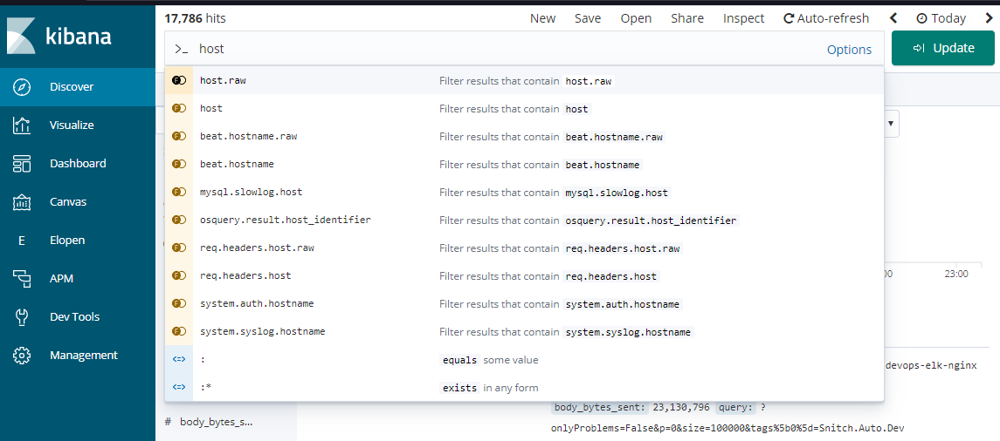 17,786 hits New Save Open Share Inspect Auto-refresh Today
kibana
>_ host Options Update
Discover
Visualize
Dashboard
Canvas
E Elopen
APM
Dev Tools
Management
host.raw Filter results that contain host.raw
host Filter results that contain host
beat.hostname.raw Filter results that contain beat.hostname.raw
beat.hostname Filter results that contain beat.hostname
mysql.slowlog.host Filter results that contain mysql.slowlog.host
osquery.result.host_identifier Filter results that contain osquery.result.host_identifier
req.headers.host.raw Filter results that contain req.headers.host.raw
req.headers.host Filter results that contain req.headers.host
system.auth.hostname Filter results that contain system.auth.hostname
system.syslog.hostname Filter results that contain system.syslog.hostname
: equals some value
:* exists in any form
23:00
devops-elk-nginx
body_bytes_sent: 23,130,796 query: ?
# body_bytes_s...
onlyProblems=False&p=0&size=100000&tags%5b0%5d=Snitch.Auto.Dev